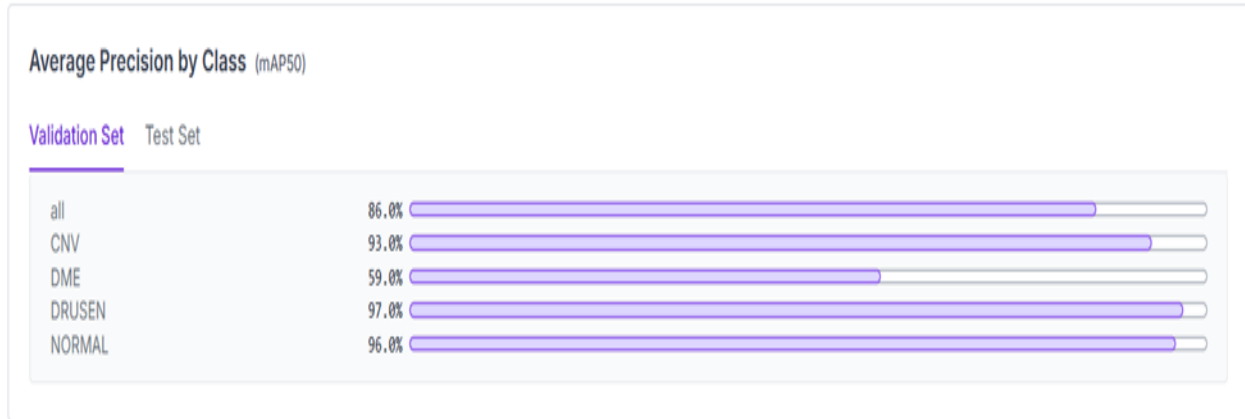 Average Precision by Class (mAP50)
Validation Set Test Set
all 86.0%
CNV 93.0%
DME 59.0%
DRUSEN 97.0%
NORMAL 96.0%